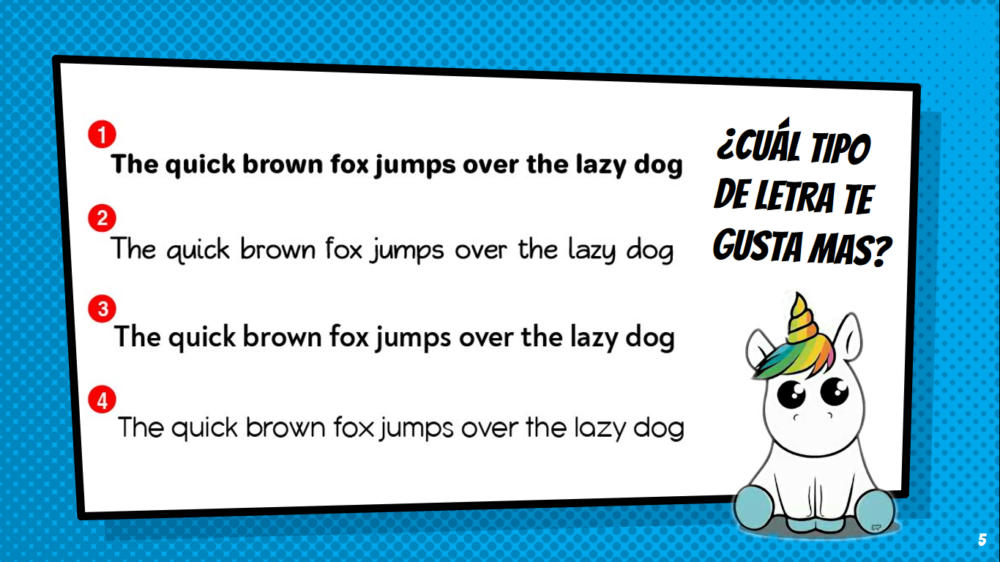 1
The quick brown fox jumps over the lazy dog
2
The quick brown fox jumps over the lazy dog
3
The quick brown fox jumps over the lazy dog
4
The quick brown fox jumps over the lazy dog
¿CUÁL TIPO
DE LETRA TE
GUSTA MAS?
5